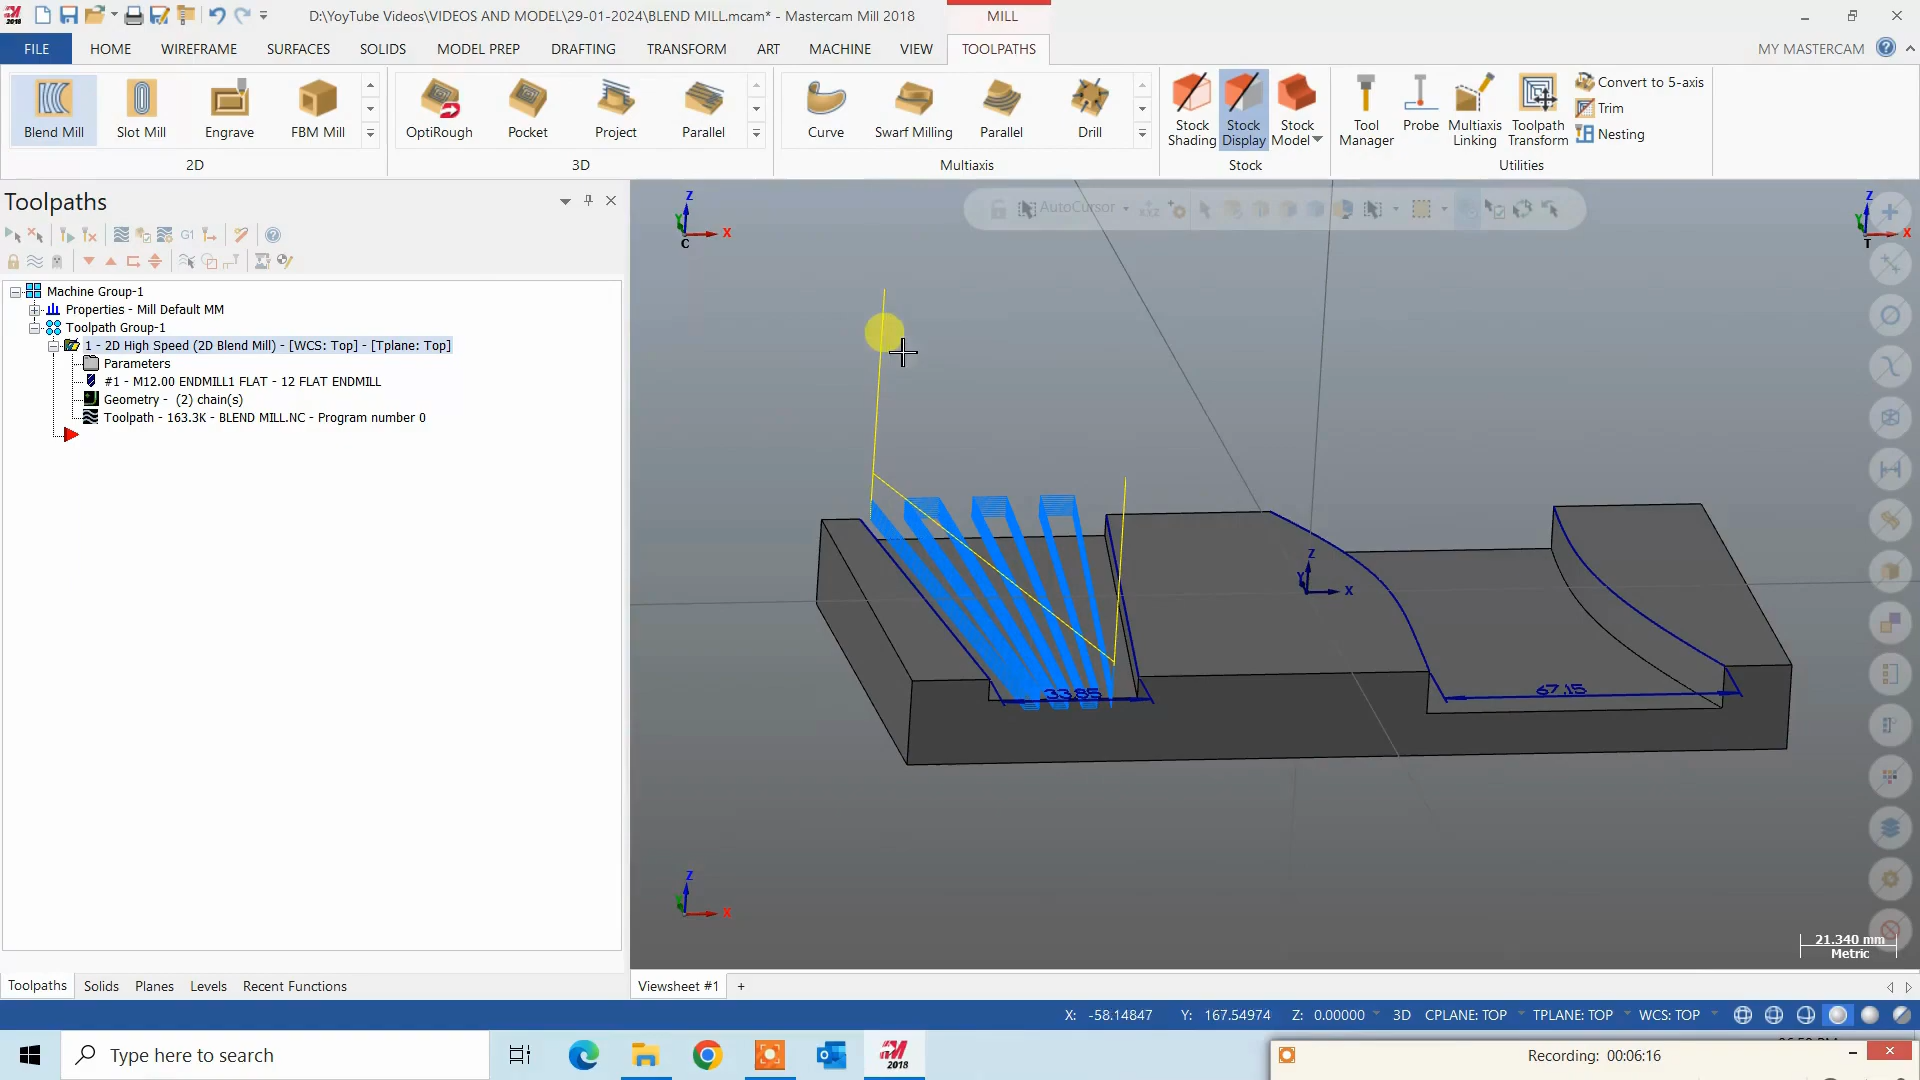 D:\YoyTube Videos\VIDEOS AND MODEL\29-01-2024\BLEND MILL.mcam* - Mastercam Mill 2018
MILL
FILE HOME WIREFRAME SURFACES SOLIDS MODEL PREP DRAFTING TRANSFORM ART MACHINE VIEW TOOLPATHS MY MASTERCAM
Blend Mill
Slot Mill
Engrave
FBM Mill
2D
OptiRough
Pocket
Project
Parallel
3D
Curve
Swarf Milling
Parallel
Drill
Multiaxis
Stock Shading
Stock Display
Stock Model
Stock
Tool Manager
Probe
Multiaxis Linking
Toolpath Transform
Convert to 5-axis
Trim
Nesting
Utilities
Toolpaths
G1
AutoCursor
Machine Group-1
Properties - Mill Default MM
Toolpath Group-1
1 - 2D High Speed (2D Blend Mill) - [WCS: Top] - [Tplane: Top]
Parameters
#1 - M12.00 ENDMILL1 FLAT - 12 FLAT ENDMILL
Geometry - (2) chain(s)
Toolpath - 163.3K - BLEND MILL.NC - Program number 0
Z
Y
X
C
Z
Y
X
T
Z
Y
X
33.85
67.15
Z
X
21.340 mm
Metric
Toolpaths Solids Planes Levels Recent Functions
Viewsheet #1 +
X: -58.14847 Y: 167.54974 Z: 0.00000 3D CPLANE: TOP TPLANE: TOP WCS: TOP
Type here to search
2018
Recording: 00:06:16